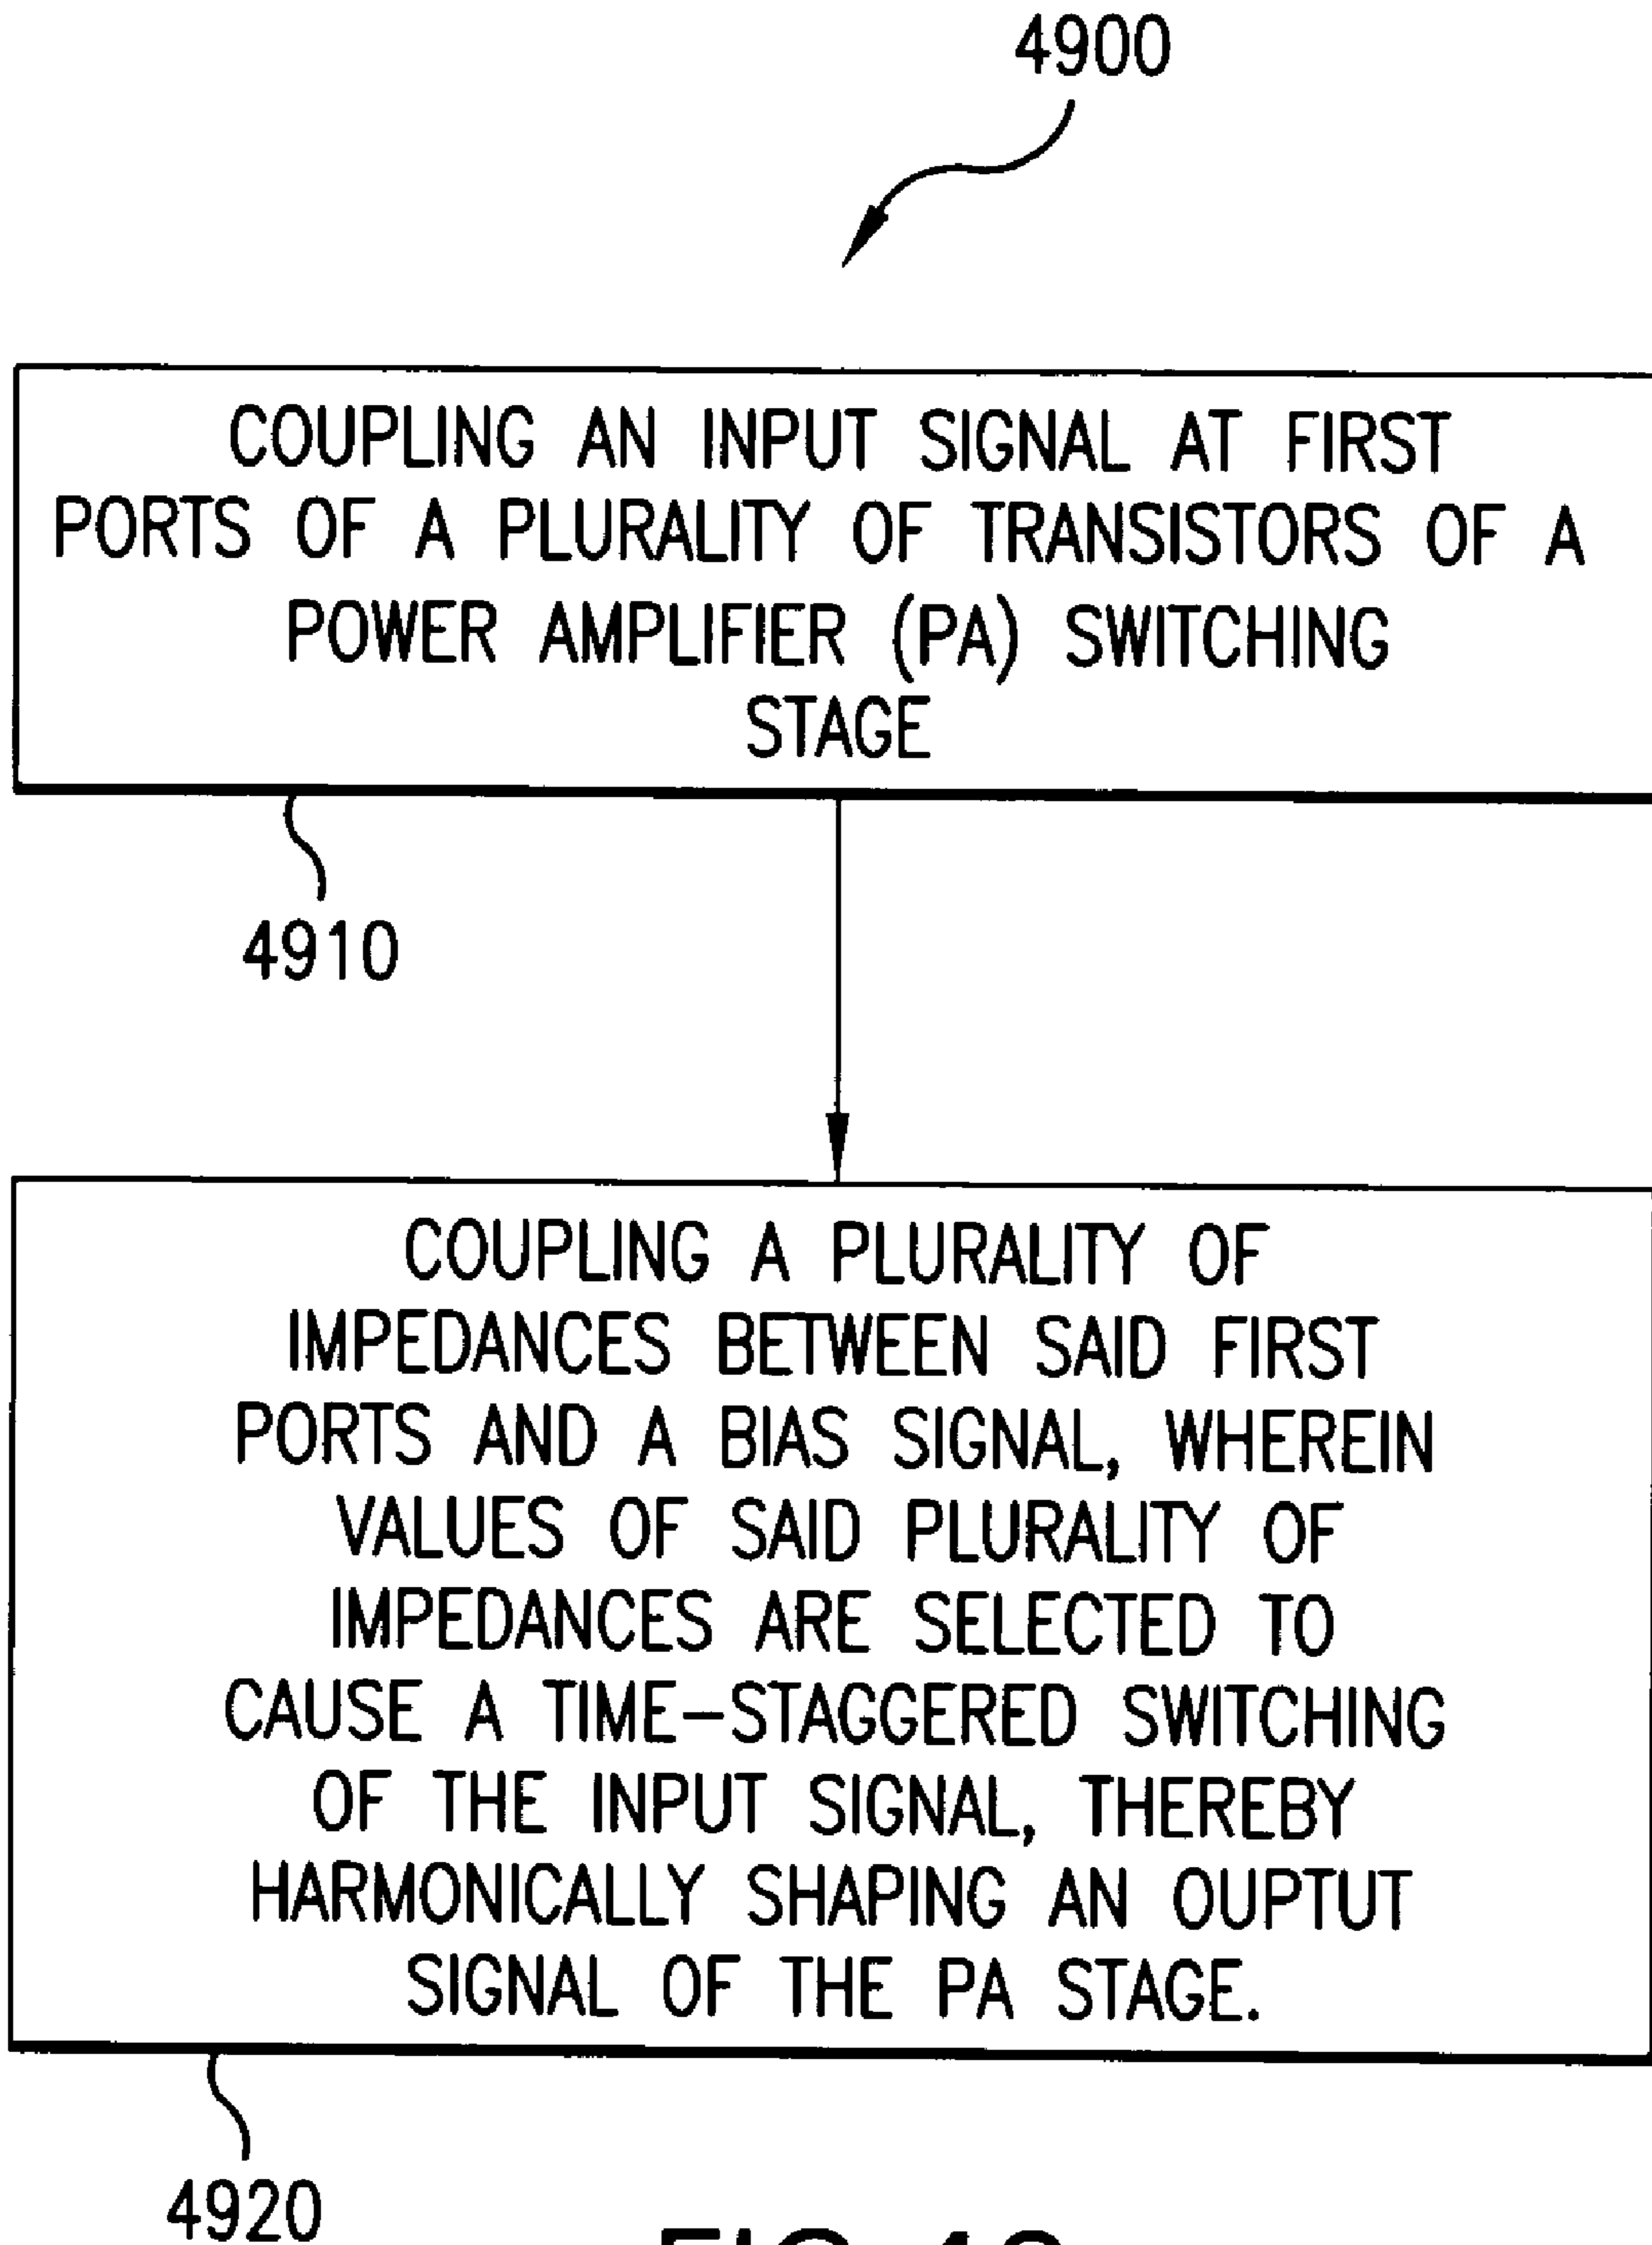 4900
COUPLING AN INPUT SIGNAL AT FIRST
PORTS OF A PLURALITY OF TRANSISTORS OF A
POWER AMPLIFIER (PA) SWITCHING
STAGE
4910
COUPLING A PLURALITY OF
IMPEDANCES BETWEEN SAID FIRST
PORTS AND A BIAS SIGNAL, WHEREIN
VALUES OF SAID PLURALITY OF
IMPEDANCES ARE SELECTED TO
CAUSE A TIME-STAGGERED SWITCHING
OF THE INPUT SIGNAL, THEREBY
HARMONICALLY SHAPING AN OUPTUT
SIGNAL OF THE PA STAGE.
4920